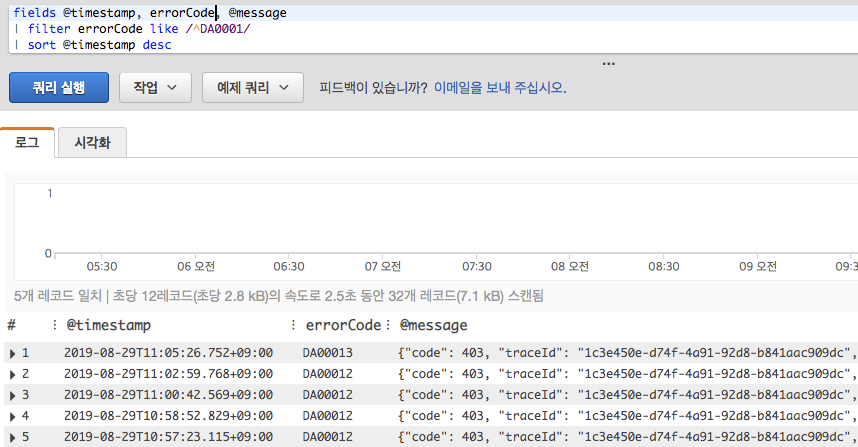 fields @timestamp, errorCode, @message
| filter errorCode like /^DA0001/
| sort @timestamp desc
쿼리 실행 작업 예제 쿼리 피드백이 있습니까? 이메일을 보내 주십시오.
로그 시각화
1
0
05:30 06 오전 06:30 07 오전 07:30 08 오전 08:30 09 오전 09:3
5개 레코드 일치 | 초당 12레코드(초당 2.8 kB)의 속도로 2.5초 동안 32개 레코드(7.1 kB) 스캔됨
# @timestamp errorCode @message
1 2019-08-29T11:05:26.752+09:00 DA00013 {"code": 403, "traceId": "1c3e450e-d74f-4a91-92d8-b841aac909dc",
2 2019-08-29T11:02:59.768+09:00 DA00012 {"code": 403, "traceId": "1c3e450e-d74f-4a91-92d8-b841aac909dc",
3 2019-08-29T11:00:42.569+09:00 DA00012 {"code": 403, "traceId": "1c3e450e-d74f-4a91-92d8-b841aac909dc",
4 2019-08-29T10:58:52.829+09:00 DA00012 {"code": 403, "traceId": "1c3e450e-d74f-4a91-92d8-b841aac909dc",
5 2019-08-29T10:57:23.115+09:00 DA00012 {"code": 403, "traceId": "1c3e450e-d74f-4a91-92d8-b841aac909dc",